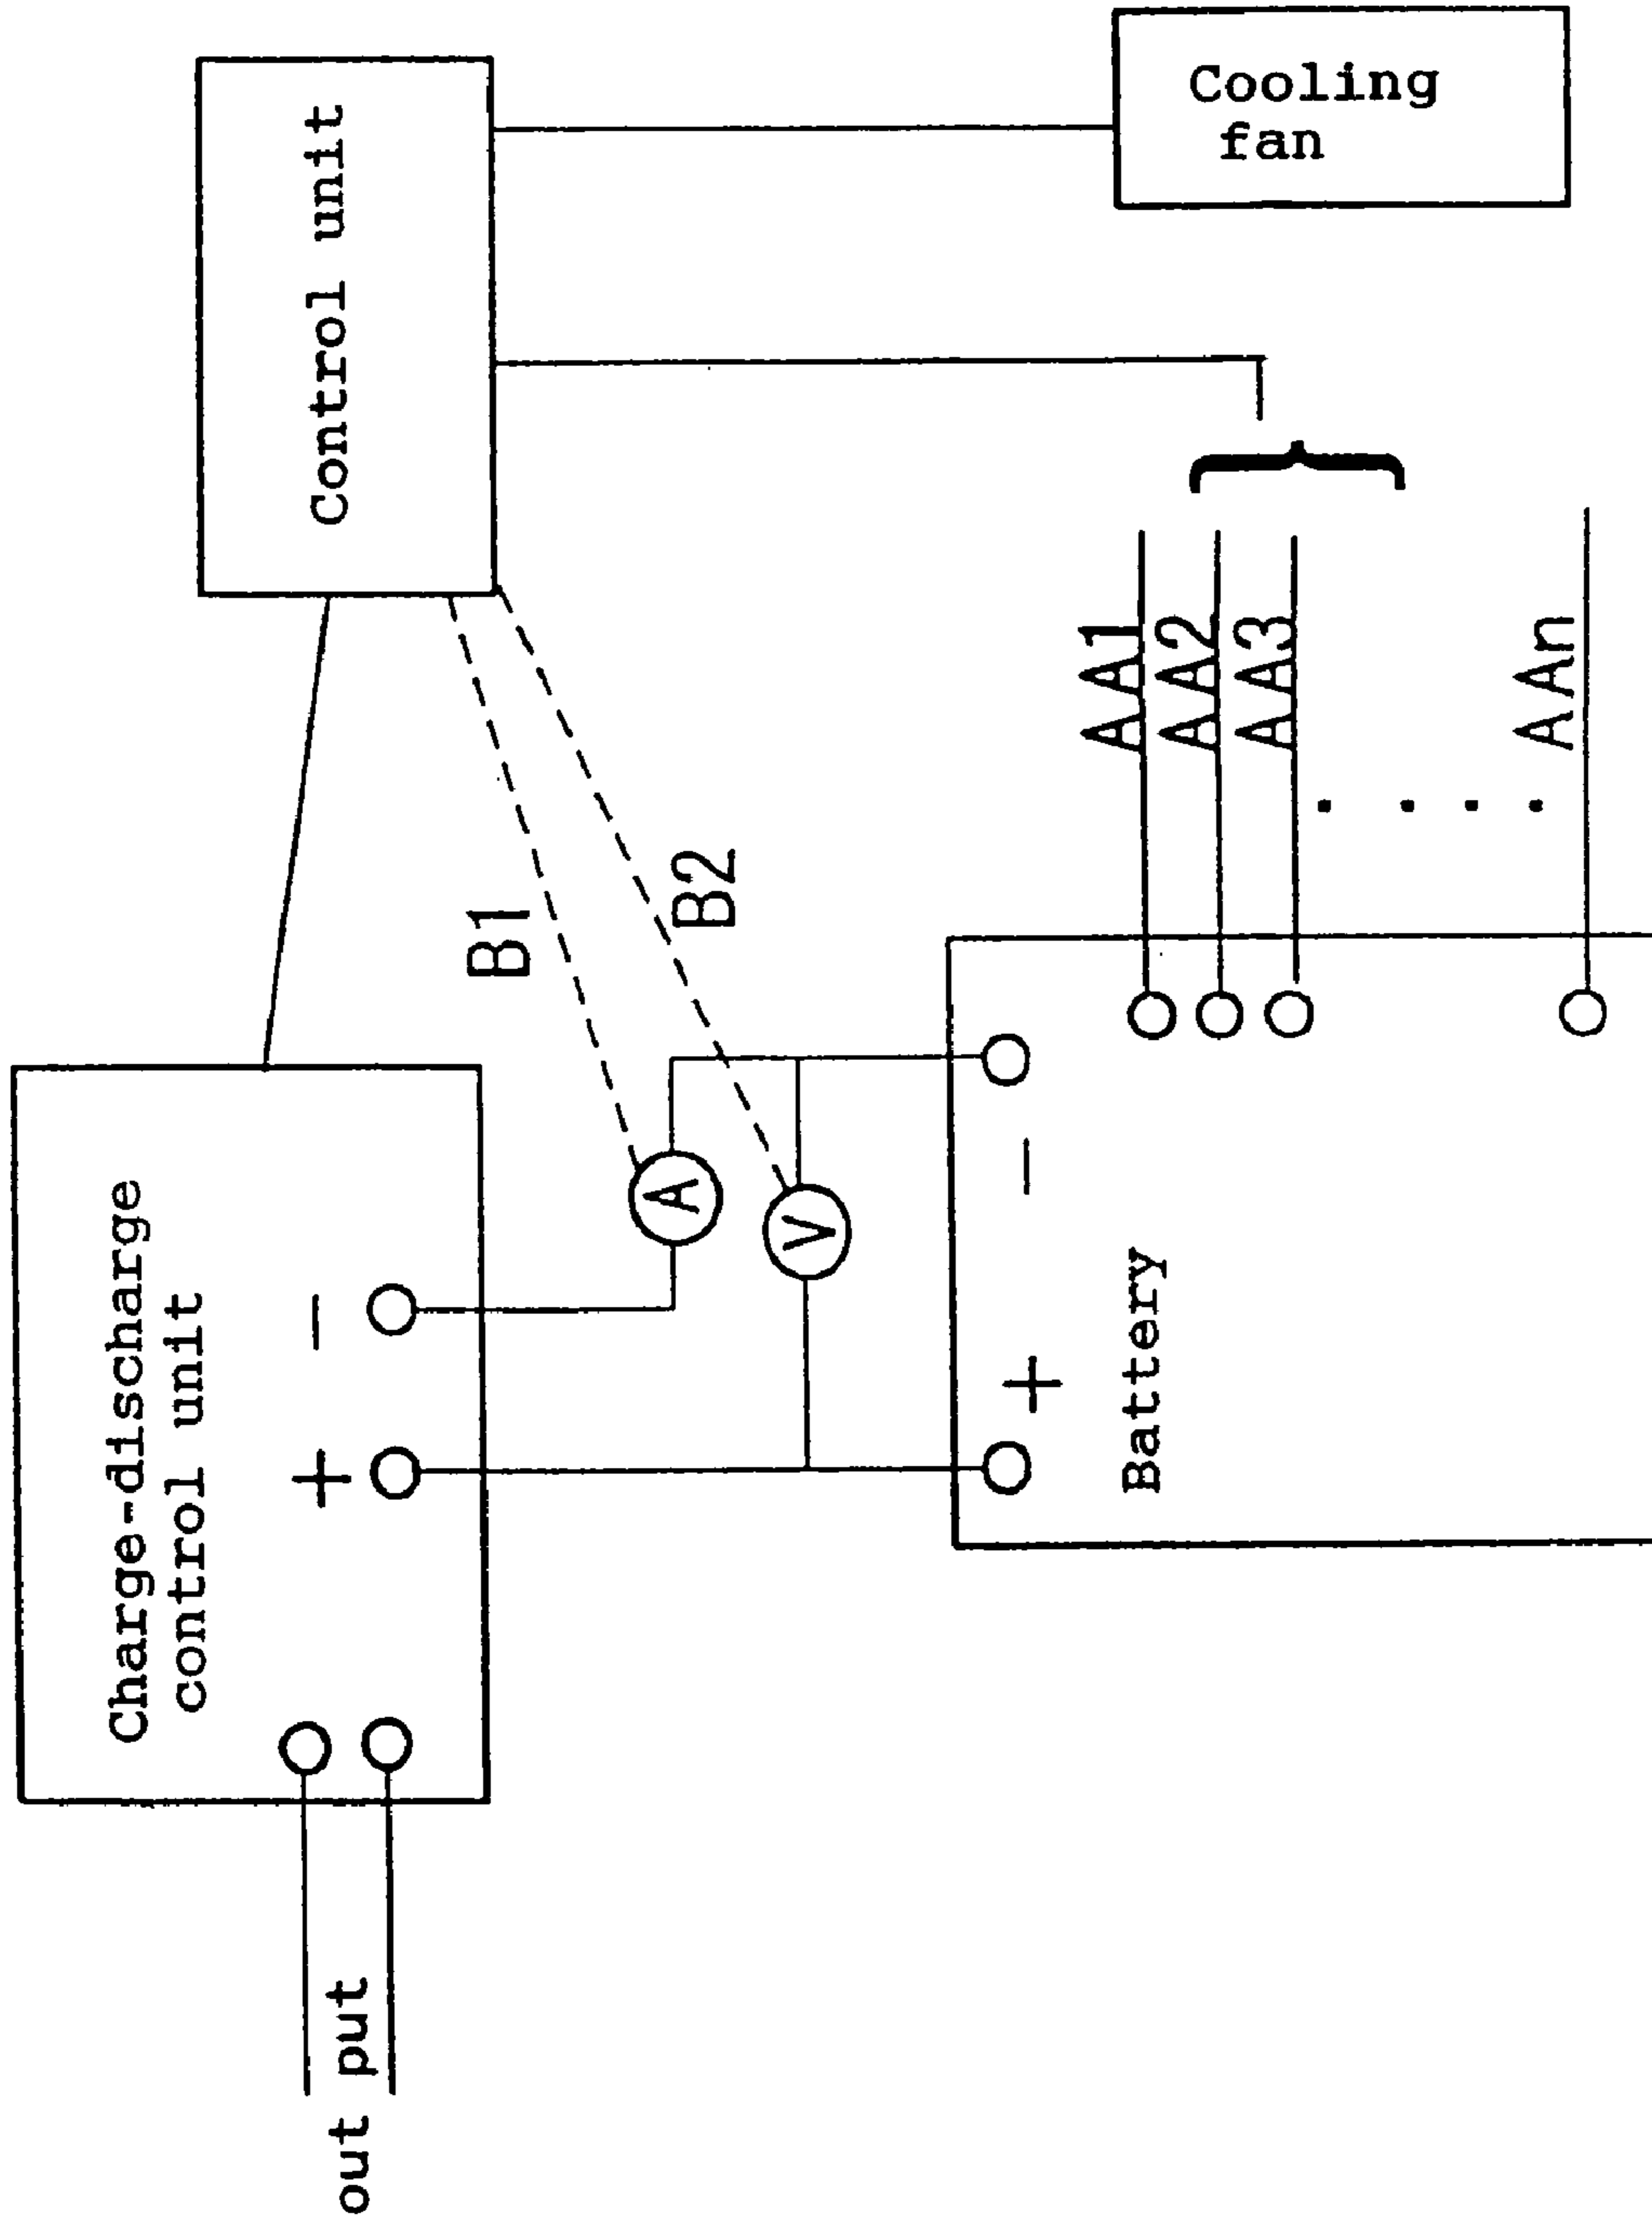 Cooling
fan
Control unit
Charge-discharge
control unit
+
−
out put
B1
B2
A
V
+
−
Battery
AA1
AA2
AA3
. . . .
AAn